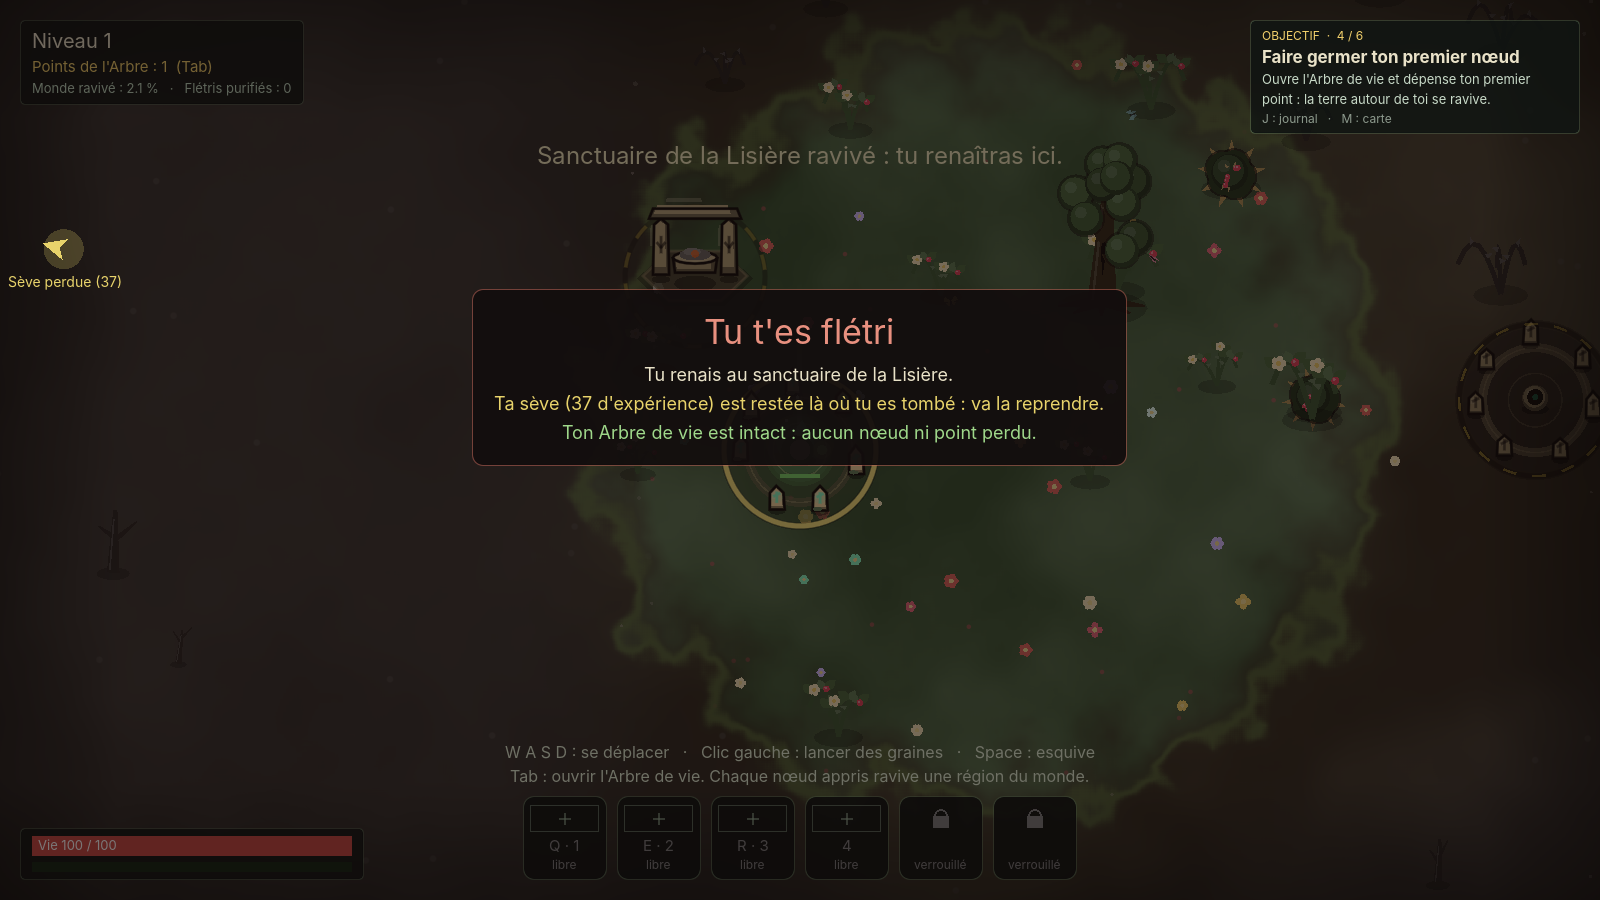 Niveau 1
Points de l'Arbre : 1 (Tab)
Monde ravivé : 2.1 % · Flétris purifiés : 0
OBJECTIF · 4 / 6
Faire germer ton premier nœud
Ouvre l'Arbre de vie et dépense ton premier
point : la terre autour de toi se ravive.
J : journal · M : carte
Sanctuaire de la Lisière ravivé : tu renaîtras ici.
Sève perdue (37)
Tu t'es flétri
Tu renais au sanctuaire de la Lisière.
Ta sève (37 d'expérience) est restée là où tu es tombé : va la reprendre.
Ton Arbre de vie est intact : aucun nœud ni point perdu.
W A S D : se déplacer · Clic gauche : lancer des graines · Space : esquive
Tab : ouvrir l'Arbre de vie. Chaque nœud appris ravive une région du monde.
Vie 100 / 100
Q · 1
libre
E · 2
libre
R · 3
libre
4
libre
verrouillé
verrouillé